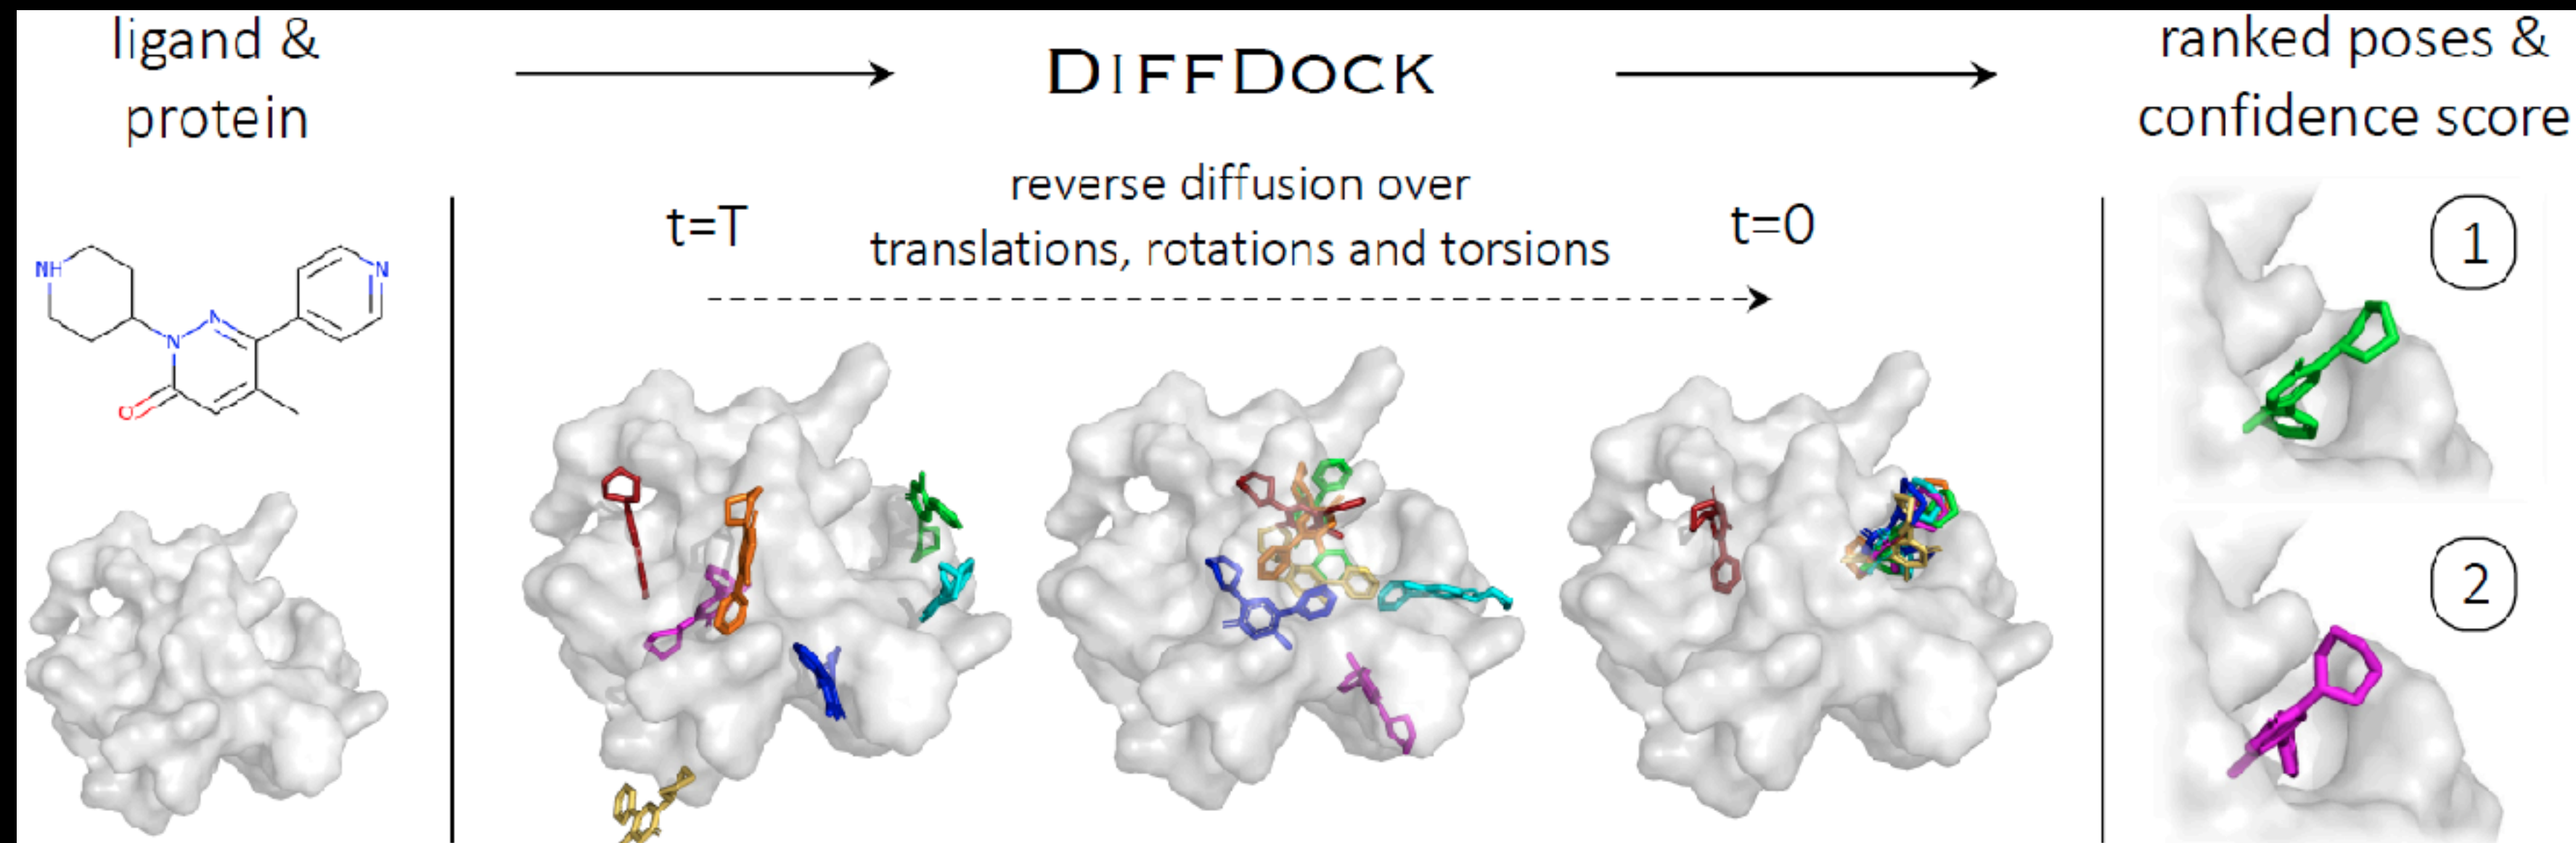 ligand &
protein
DIFFDOCK
ranked poses &
confidence score
reverse diffusion over
translations, rotations and torsions
t=T
t=0
NH
N
N
N
O
1
2